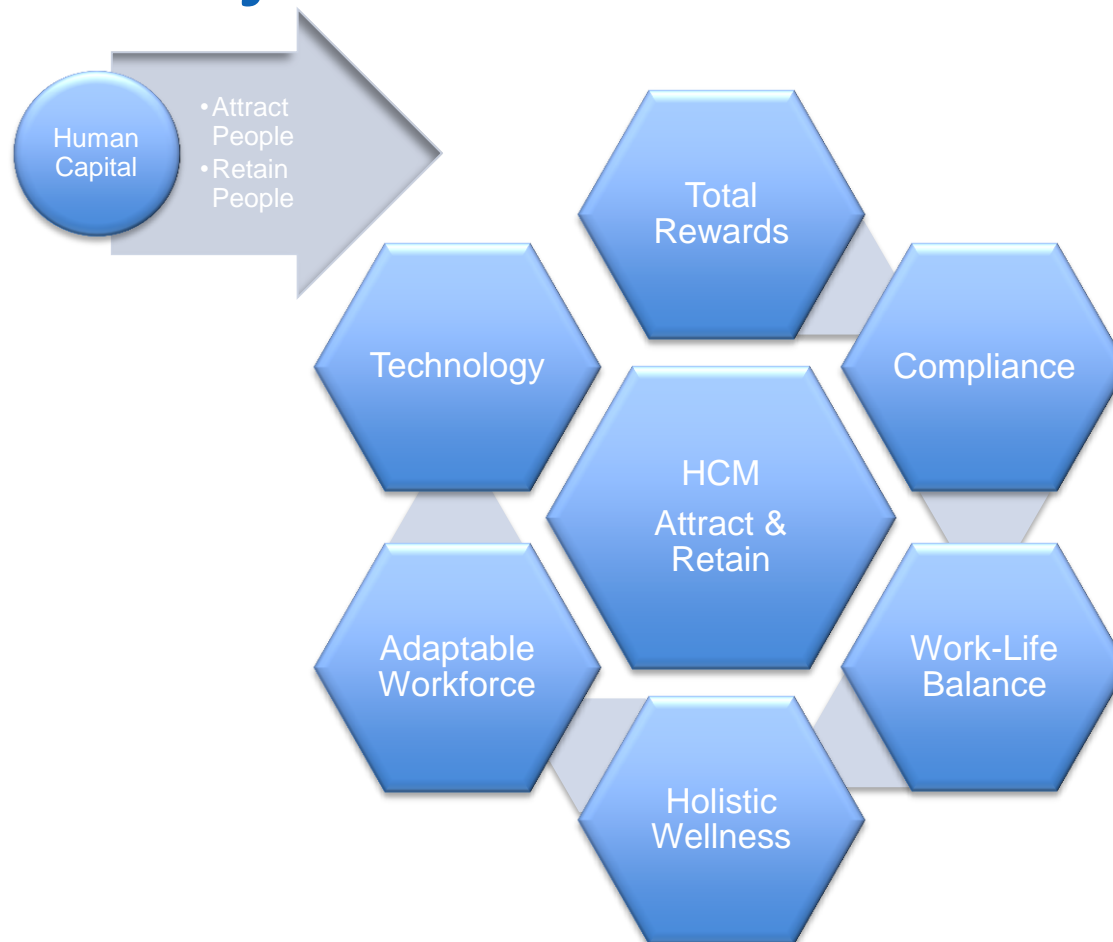 Human
Capital
•Attract
People
•Retain
People
Total
Rewards
Technology
Compliance
HCM
Attract &
Retain
Adaptable
Workforce
Work-Life
Balance
Holistic
Wellness